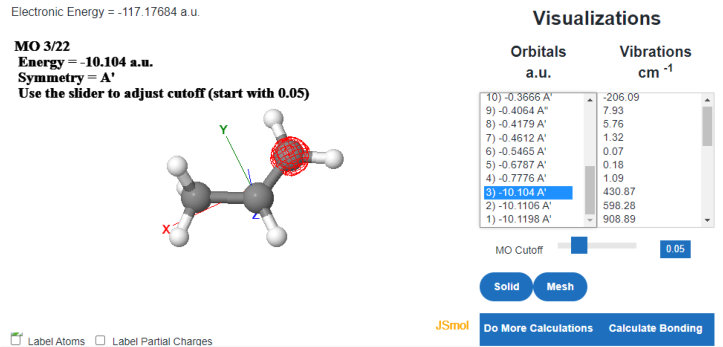 Electronic Energy = -117.17684 a.u.
Visualizations
MO 3/22
Energy = -10.104 a.u.
Symmetry = A'
Use the slider to adjust cutoff (start with 0.05)
Orbitals
a.u.
Vibrations
cm -1
10) -0.3666 A'
9) -0.4064 A"
8) -0.4179 A'
7) -0.4612 A'
6) -0.5465 A'
5) -0.6787 A'
4) -0.7776 A'
3) -10.104 A'
2) -10.1106 A'
1) -10.1198 A'
-206.09
7.93
5.76
1.32
0.07
0.18
1.09
430.87
598.28
908.89
Y
X
Z
MO Cutoff
0.05
Solid
Mesh
JSmol
Do More Calculations
Calculate Bonding
Label Atoms
Label Partial Charges